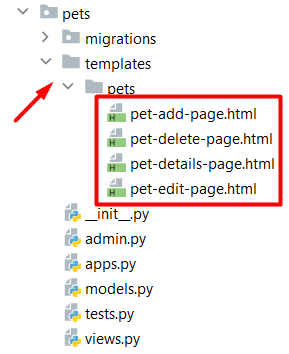 pets
migrations
templates
pets
pet-add-page.html
pet-delete-page.html
pet-details-page.html
pet-edit-page.html
__init__.py
admin.py
apps.py
models.py
tests.py
views.py